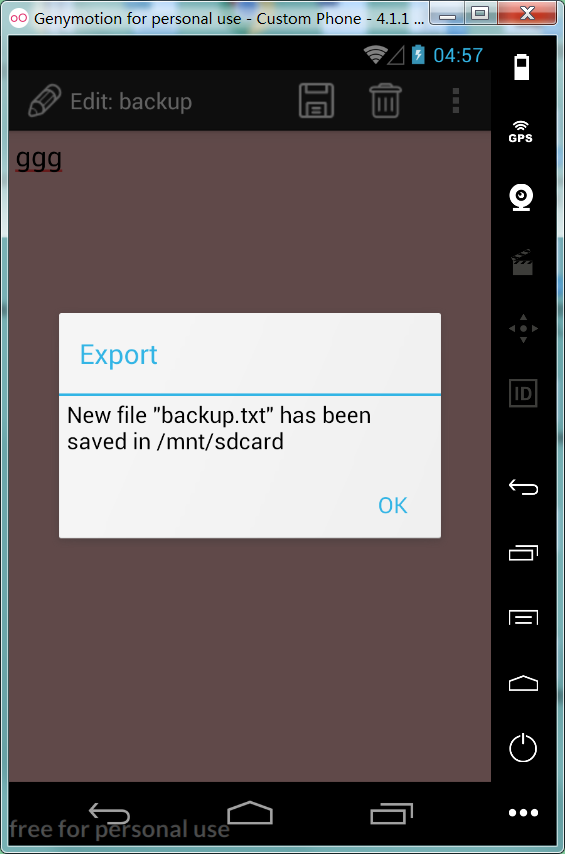 Genymotion for personal use - Custom Phone - 4.1.1 ...
04:57
Edit: backup
GPS
ggg
Export
New file "backup.txt" has been
saved in /mnt/sdcard
ID
OK
free for personal use